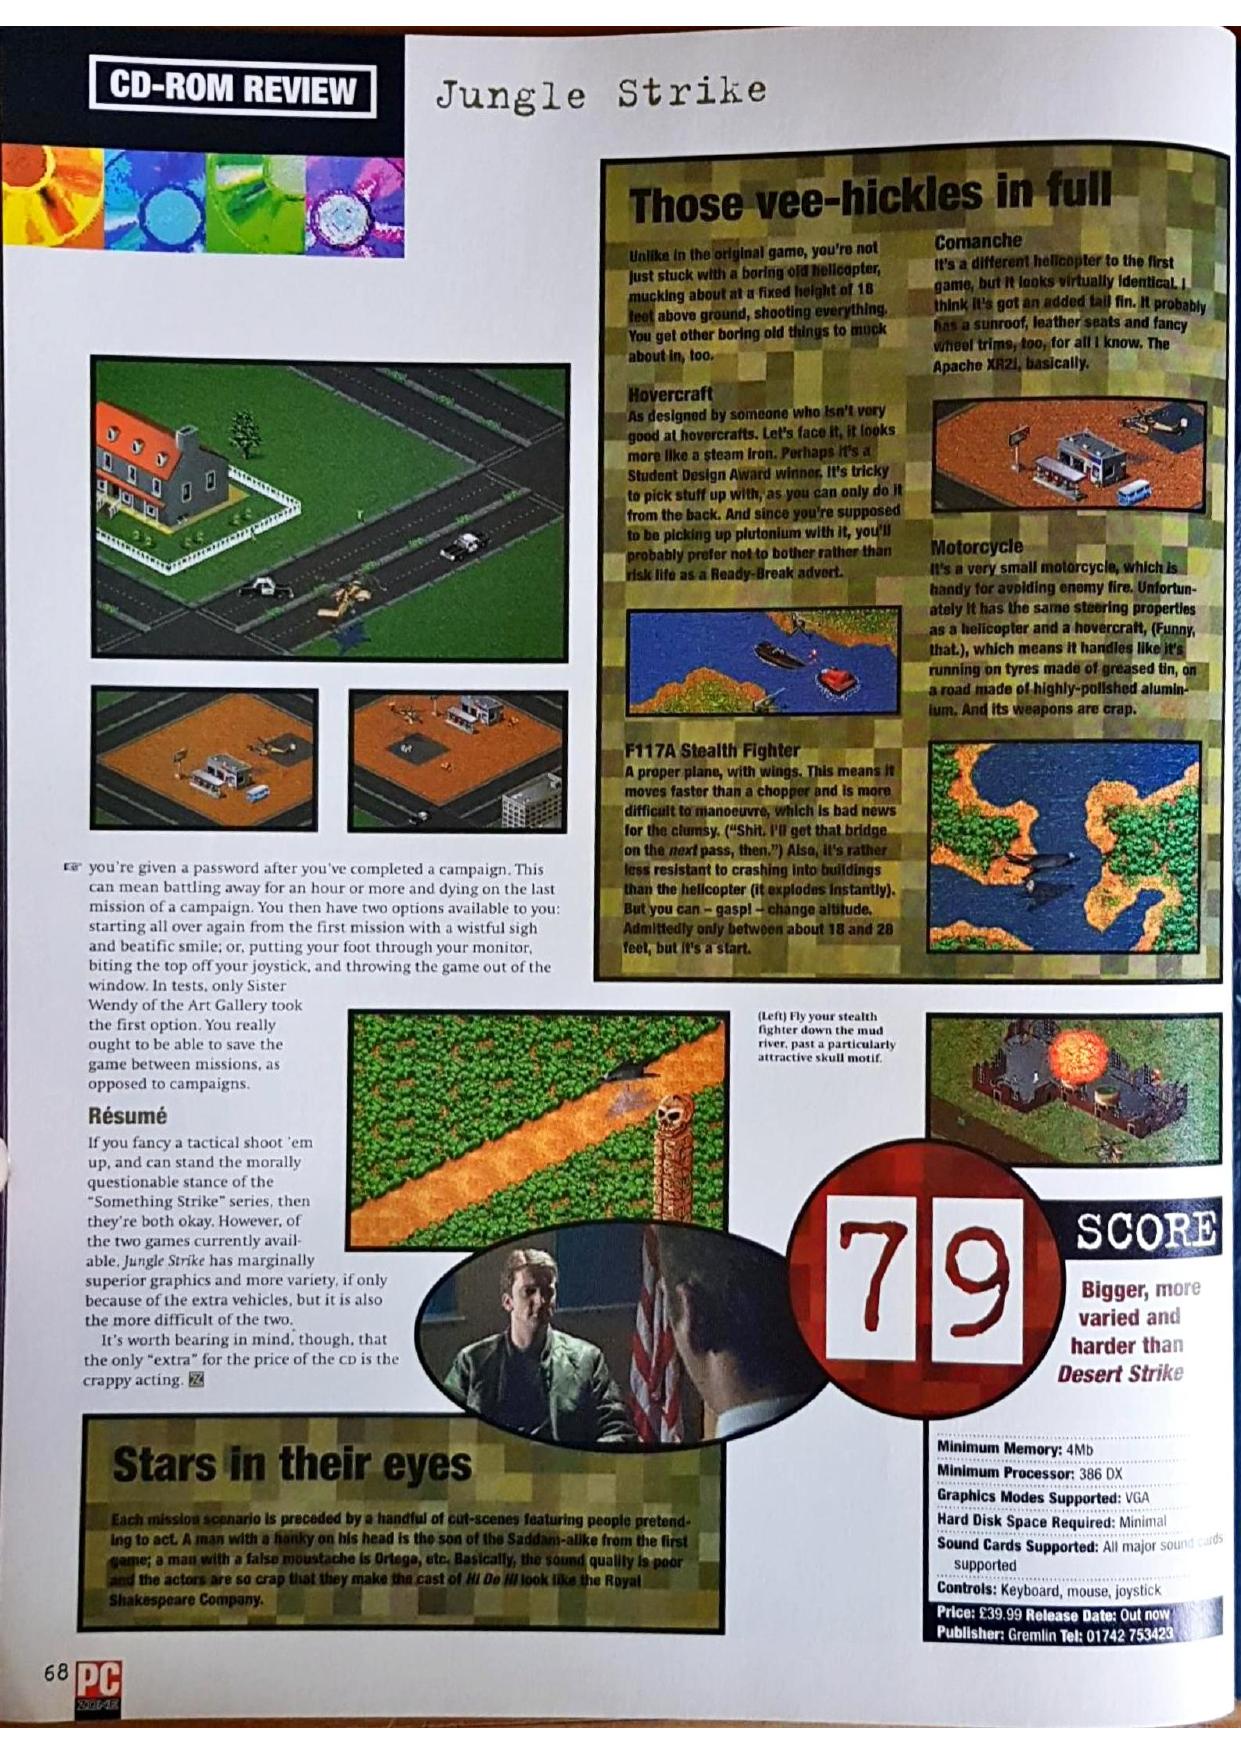 CD-ROM REVIEW
Jungle Strike
Those vee-hickles in full
Unlike in the original game, you're not
just stuck with a boring old helicopter,
mucking about at a fixed height of 18
feet above ground, shooting everything.
You get other boring old things to muck
about in, too.
Hovercraft
As designed by someone who isn't very
good at hovercrafts. Let's face it, it looks
more like a steam iron. Perhaps it's a
Student Design Award winner. It's tricky
to pick stuff up with, as you can only do it
from the back. And since you're supposed
to be picking up plutonium with it, you'll
probably prefer not to bother rather than
risk life as a Ready-Break advert.
F117A Stealth Fighter
A proper plane, with wings. This means it
moves faster than a chopper and is more
difficult to manoeuvre, which is bad news
for the clumsy. ("Shit. I'll get that bridge
on the next pass, then.") Also, it's rather
less resistant to crashing into buildings
than the helicopter (it explodes instantly).
But you can – gasp! – change altitude.
Admittedly only between about 18 and 28
feet, but it's a start.
Comanche
It's a different helicopter to the first
game, but it looks virtually identical. I
think it's got an added tail fin. It probably
has a sunroof, leather seats and fancy
wheel trims, too, for all I know. The
Apache XR2i, basically.
Motorcycle
It's a very small motorcycle, which is
handy for avoiding enemy fire. Unfortun-
ately it has the same steering properties
as a helicopter and a hovercraft, (Funny,
that.), which means it handles like it's
running on tyres made of greased tin, on
a road made of highly-polished alumin-
ium. And its weapons are crap.
☞ you're given a password after you've completed a campaign. This
can mean battling away for an hour or more and dying on the last
mission of a campaign. You then have two options available to you:
starting all over again from the first mission with a wistful sigh
and beatific smile; or, putting your foot through your monitor,
biting the top off your joystick, and throwing the game out of the
window. In tests, only Sister
Wendy of the Art Gallery took
the first option. You really
ought to be able to save the
game between missions, as
opposed to campaigns.
Résumé
If you fancy a tactical shoot 'em
up, and can stand the morally
questionable stance of the
"Something Strike" series, then
they're both okay. However, of
the two games currently avail-
able, Jungle Strike has marginally
superior graphics and more variety, if only
because of the extra vehicles, but it is also
the more difficult of the two.
It's worth bearing in mind, though, that
the only "extra" for the price of the cd is the
crappy acting. Z
(Left) Fly your stealth
fighter down the mud
river, past a particularly
attractive skull motif.
Stars in their eyes
Each mission scenario is preceded by a handful of cut-scenes featuring people pretend-
ing to act. A man with a hanky on his head is the son of the Saddam-alike from the first
game; a man with a false moustache is Ortega, etc. Basically, the sound quality is poor
and the actors are so crap that they make the cast of Hi De Hi look like the Royal
Shakespeare Company.
79
SCORE
Bigger, more
varied and
harder than
Desert Strike
Minimum Memory: 4Mb
Minimum Processor: 386 DX
Graphics Modes Supported: VGA
Hard Disk Space Required: Minimal
Sound Cards Supported: All major sound cards
supported
Controls: Keyboard, mouse, joystick
Price: £39.99 Release Date: Out now
Publisher: Gremlin Tel: 01742 753423
68 PC
ZONE